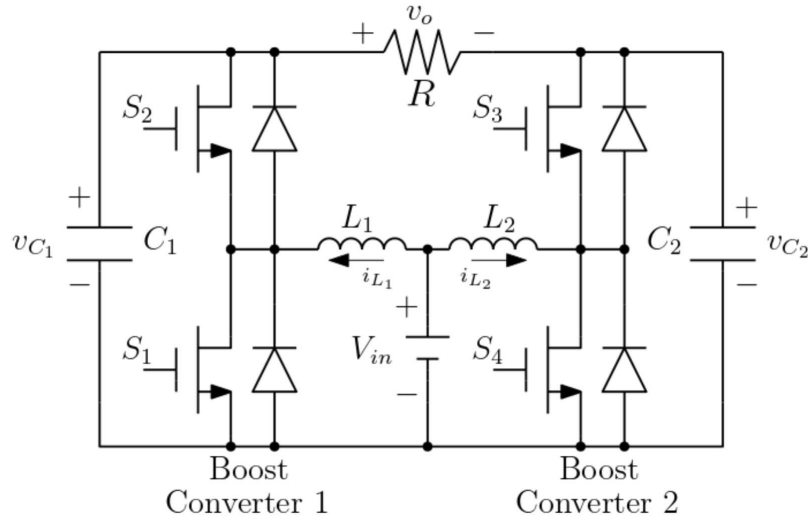 v_o
+ −
R
S_2
S_3
+ +
L_1 L_2
v_{C_1} C_1
C_2 v_{C_2}
i_{L_1} i_{L_2}
− −
+
S_1
V_{in}
S_4
−
Boost
Converter 1
Boost
Converter 2